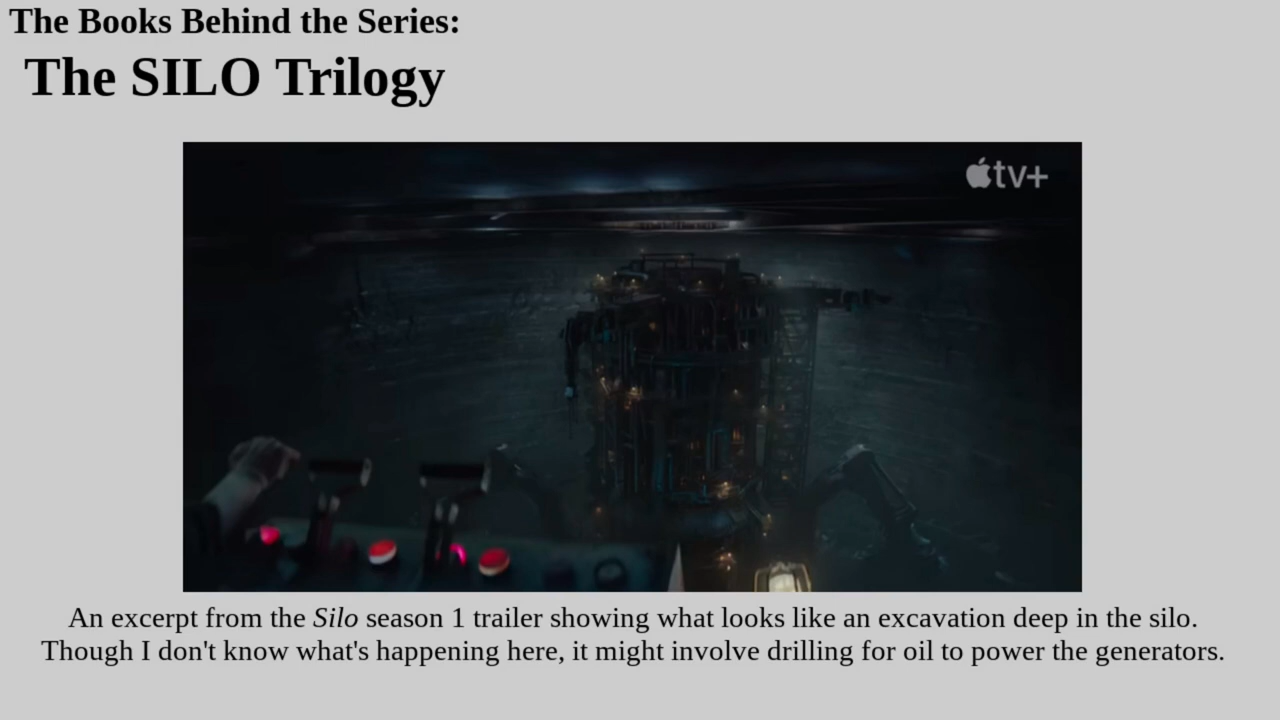 The Books Behind the Series:
The SILO Trilogy
tv+
An excerpt from the Silo season 1 trailer showing what looks like an excavation deep in the silo.
Though I don't know what's happening here, it might involve drilling for oil to power the generators.